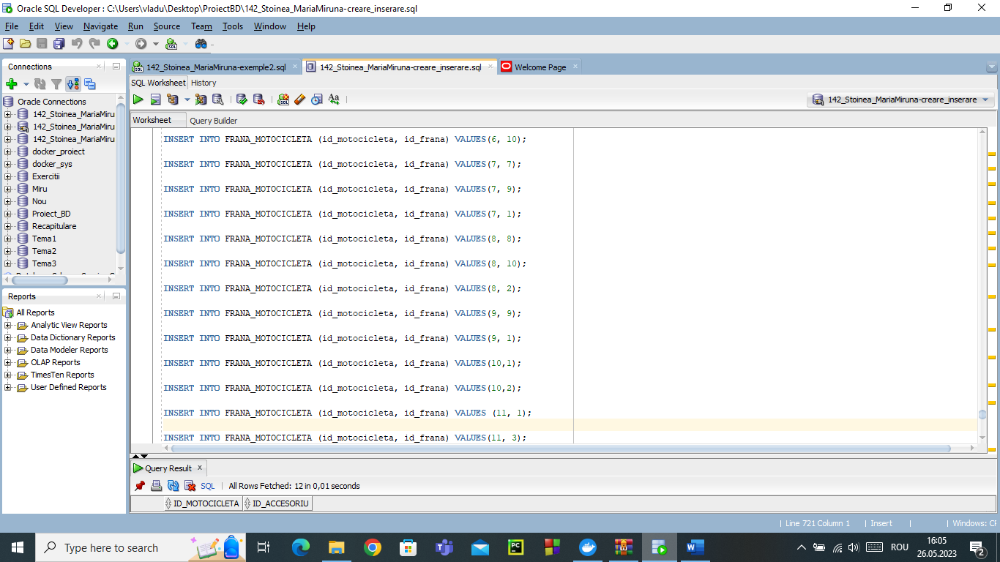 Oracle SQL Developer : C:\Users\vladu\Desktop\ProiectBD\142_Stoinea_MariaMiruna-creare_inserare.sql
File Edit View Navigate Run Source Team Tools Window Help
Connections
Oracle Connections
142_Stoinea_MariaMiru
142_Stoinea_MariaMiru
142_Stoinea_MariaMiru
docker_proiect
docker_sys
Exercitii
Miru
Nou
Proiect_BD
Recapitulare
Tema1
Tema2
Tema3
Reports
All Reports
Analytic View Reports
Data Dictionary Reports
Data Modeler Reports
OLAP Reports
TimesTen Reports
User Defined Reports
142_Stoinea_MariaMiruna-exemple2.sql 142_Stoinea_MariaMiruna-creare_inserare.sql Welcome Page
SQL Worksheet History
142_Stoinea_MariaMiruna-creare_inserare
Worksheet Query Builder
INSERT INTO FRANA_MOTOCICLETA (id_motocicleta, id_frana) VALUES(6, 10);
INSERT INTO FRANA_MOTOCICLETA (id_motocicleta, id_frana) VALUES(7, 7);
INSERT INTO FRANA_MOTOCICLETA (id_motocicleta, id_frana) VALUES(7, 9);
INSERT INTO FRANA_MOTOCICLETA (id_motocicleta, id_frana) VALUES(7, 1);
INSERT INTO FRANA_MOTOCICLETA (id_motocicleta, id_frana) VALUES(8, 8);
INSERT INTO FRANA_MOTOCICLETA (id_motocicleta, id_frana) VALUES(8, 10);
INSERT INTO FRANA_MOTOCICLETA (id_motocicleta, id_frana) VALUES(8, 2);
INSERT INTO FRANA_MOTOCICLETA (id_motocicleta, id_frana) VALUES(9, 9);
INSERT INTO FRANA_MOTOCICLETA (id_motocicleta, id_frana) VALUES(9, 1);
INSERT INTO FRANA_MOTOCICLETA (id_motocicleta, id_frana) VALUES(10,1);
INSERT INTO FRANA_MOTOCICLETA (id_motocicleta, id_frana) VALUES(10,2);
INSERT INTO FRANA_MOTOCICLETA (id_motocicleta, id_frana) VALUES (11, 1);
INSERT INTO FRANA_MOTOCICLETA (id_motocicleta, id_frana) VALUES(11, 3);
Query Result
SQL | All Rows Fetched: 12 in 0,01 seconds
ID_MOTOCICLETA ID_ACCESORIU
Line 721 Column 1 | Insert | Windows: CF
Type here to search
ROU
16:05
26.05.2023
2